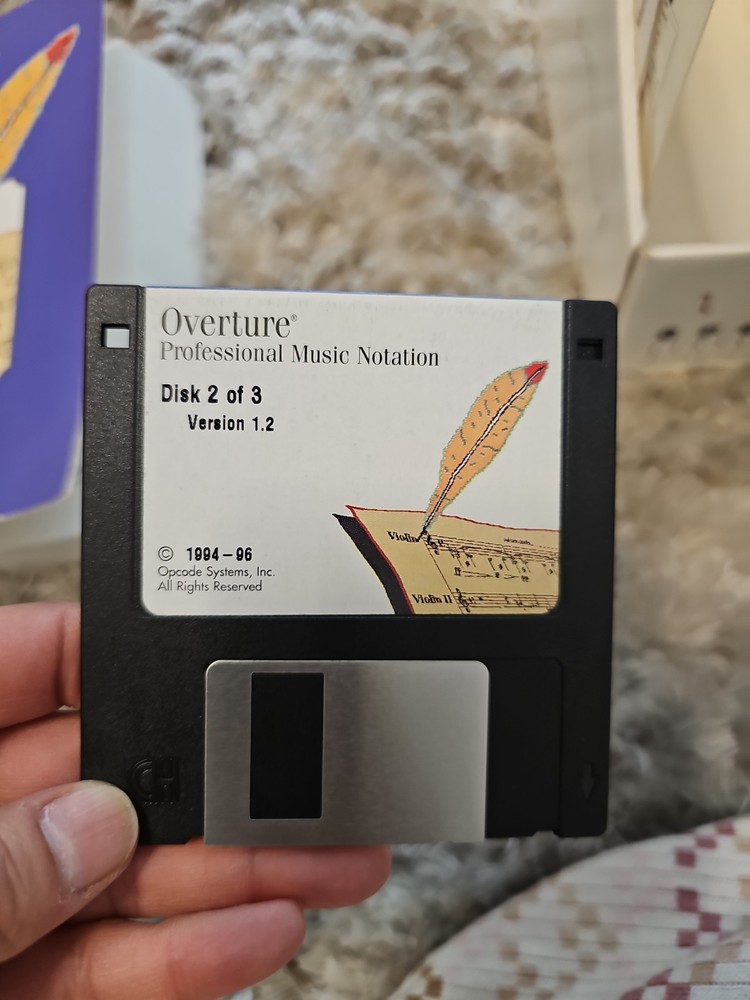 Overture®
Professional Music Notation
Disk 2 of 3
Version 1.2
Violin
© 1994-96
Opcode Systems, Inc.
All Rights Reserved
Violin II